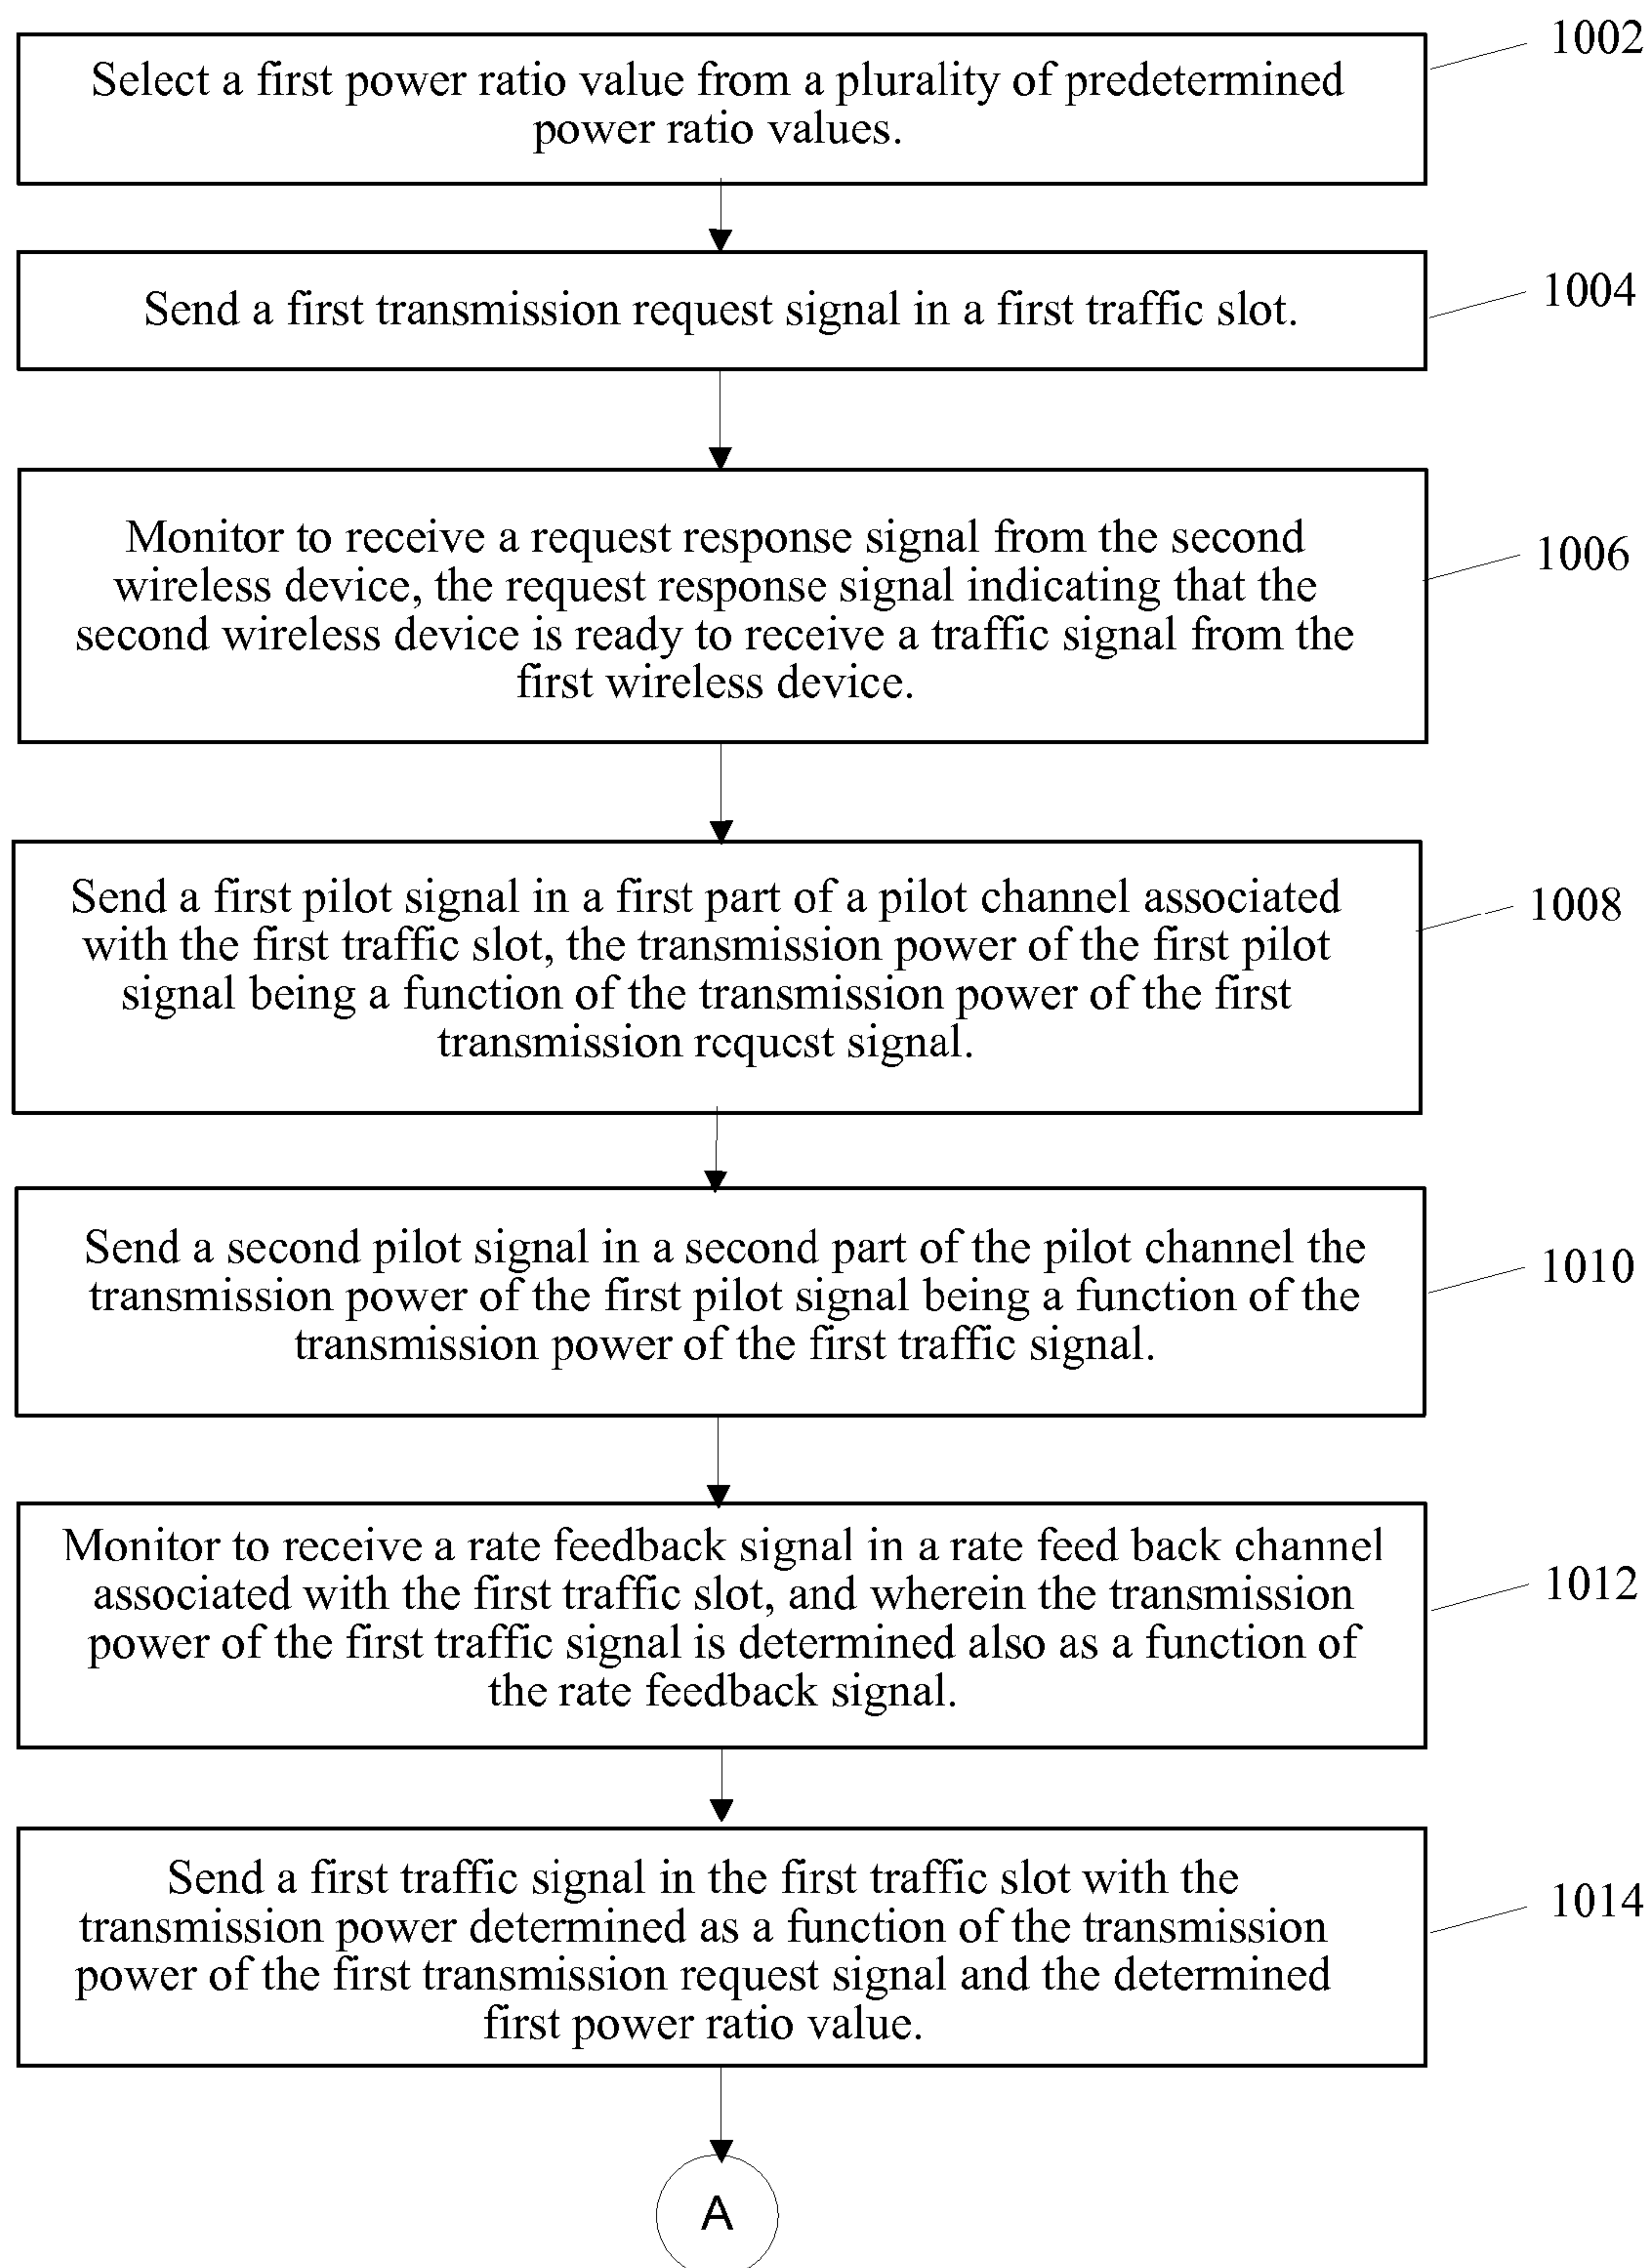 1002
Select a first power ratio value from a plurality of predetermined
power ratio values.
1004
Send a first transmission request signal in a first traffic slot.
1006
Monitor to receive a request response signal from the second
wireless device, the request response signal indicating that the
second wireless device is ready to receive a traffic signal from the
first wireless device.
1008
Send a first pilot signal in a first part of a pilot channel associated
with the first traffic slot, the transmission power of the first pilot
signal being a function of the transmission power of the first
transmission request signal.
1010
Send a second pilot signal in a second part of the pilot channel the
transmission power of the first pilot signal being a function of the
transmission power of the first traffic signal.
1012
Monitor to receive a rate feedback signal in a rate feed back channel
associated with the first traffic slot, and wherein the transmission
power of the first traffic signal is determined also as a function of
the rate feedback signal.
1014
Send a first traffic signal in the first traffic slot with the
transmission power determined as a function of the transmission
power of the first transmission request signal and the determined
first power ratio value.
A